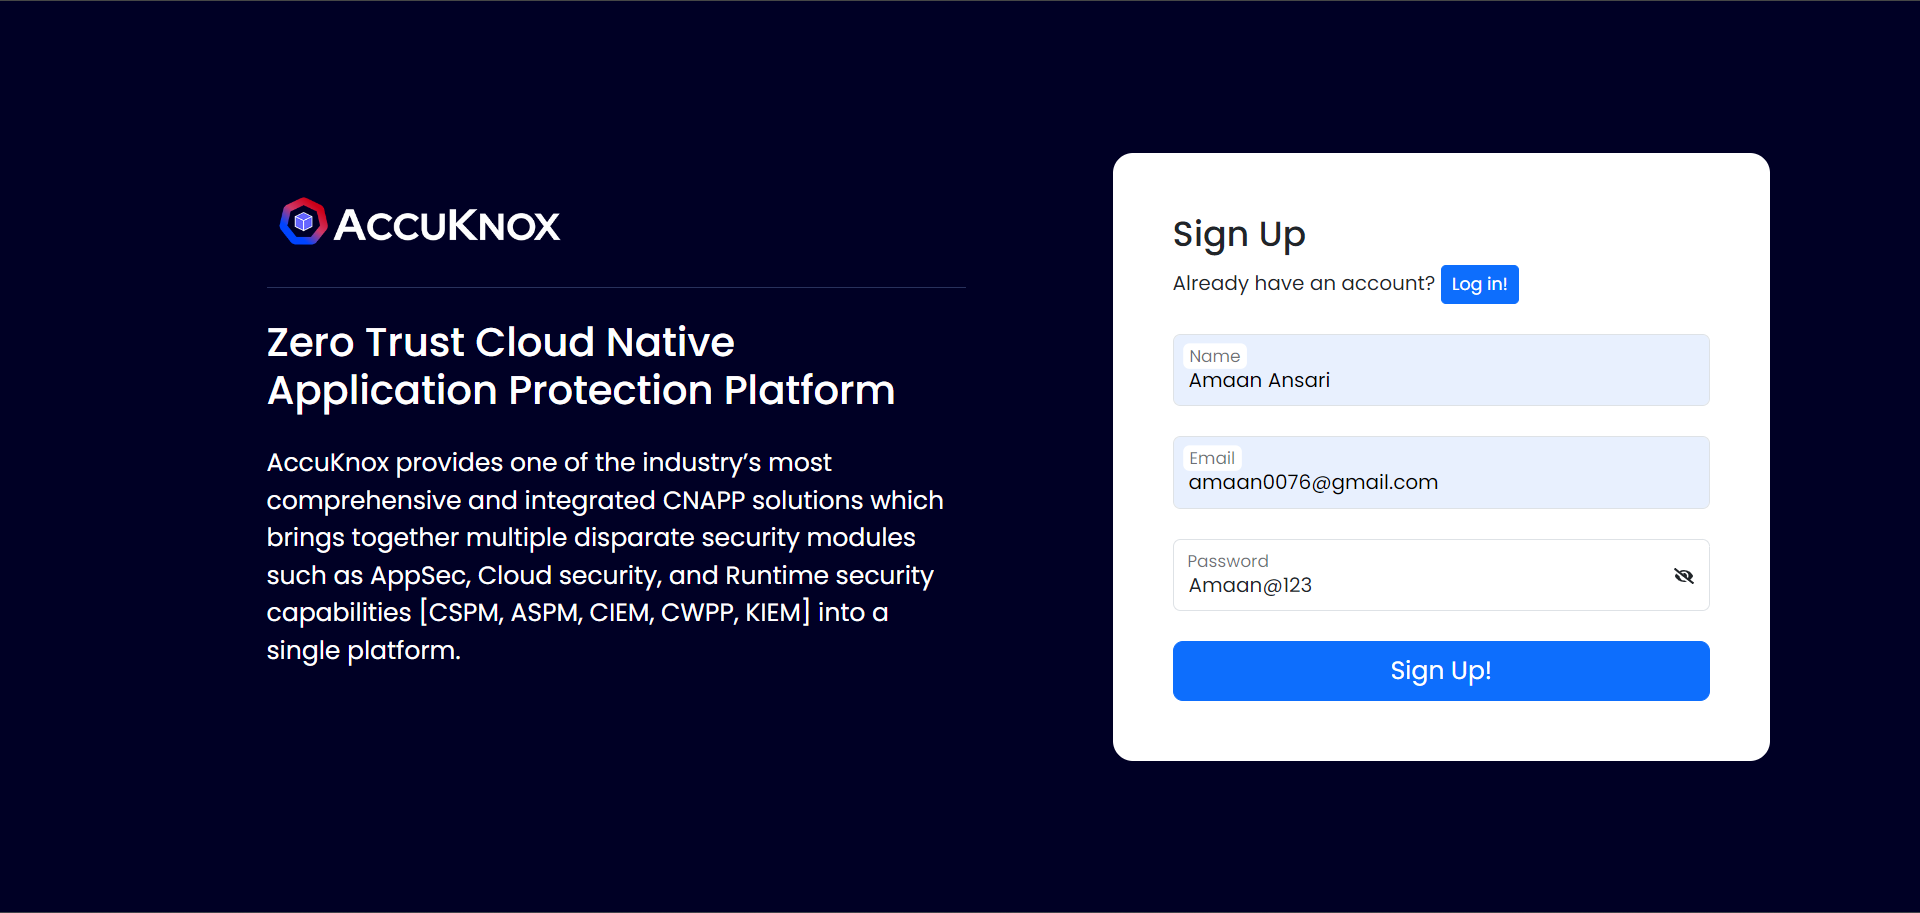 ACCUKNOX
Zero Trust Cloud Native
Application Protection Platform
AccuKnox provides one of the industry’s most
comprehensive and integrated CNAPP solutions which
brings together multiple disparate security modules
such as AppSec, Cloud security, and Runtime security
capabilities [CSPM, ASPM, CIEM, CWPP, KIEM] into a
single platform.
Sign Up
Already have an account? Log in!
Name
Amaan Ansari
Email
amaan0076@gmail.com
Password
Amaan@123
Sign Up!